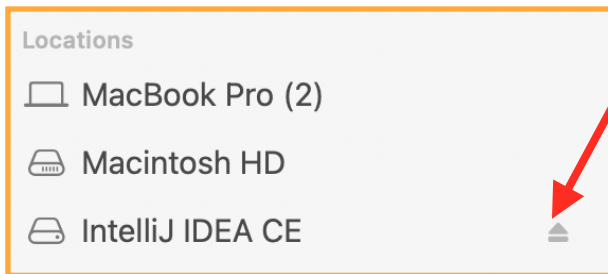 Locations
MacBook Pro (2)
Macintosh HD
IntelliJ IDEA CE